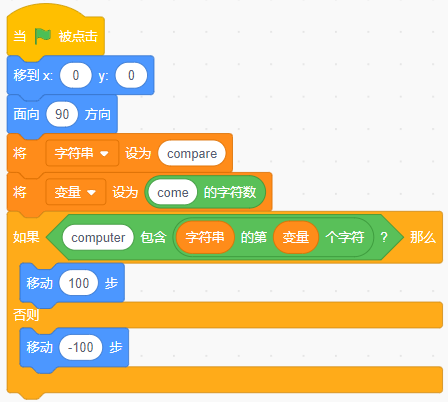 当 被点击
移到 x: 0 y: 0
面向 90 方向
将 字符串 设为 compare
将 变量 设为 come 的字符数
如果 computer 包含 字符串 的第 变量 个字符 ? 那么
移动 100 步
否则
移动 -100 步